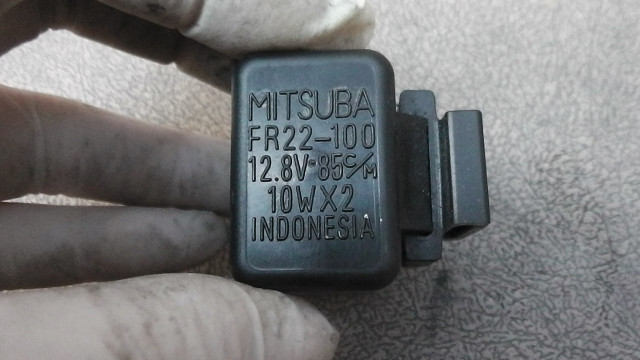 MITSUBA
FR22-100
12.8V-85C/M
10WX2
INDONESIA